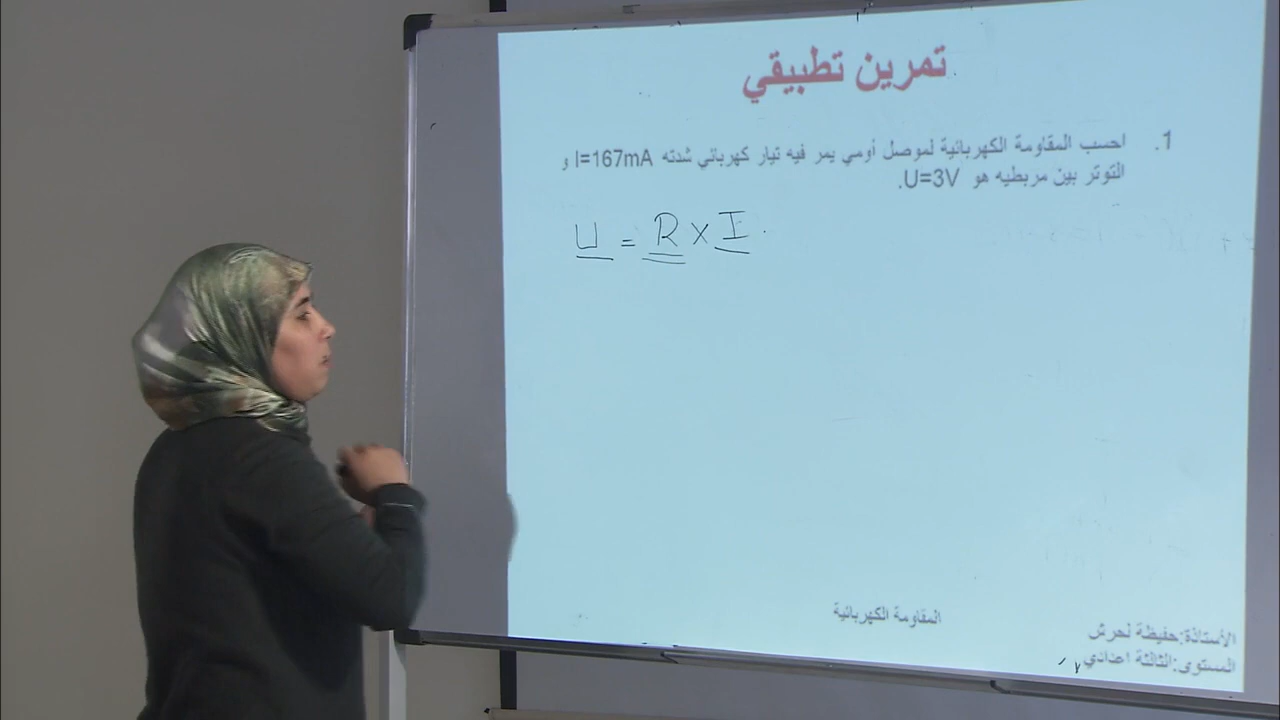 تمرين تطبيقي
1. احسب المقاومة الكهربائية لموصل أومي يمر فيه تيار كهربائي شدته I=167mA و
التوتر بين مربطيه هو U=3V.
U = R × I.
المقاومة الكهربائية
الأستاذة:حفيظة لحرش
المستوى:الثالثة اعدادي